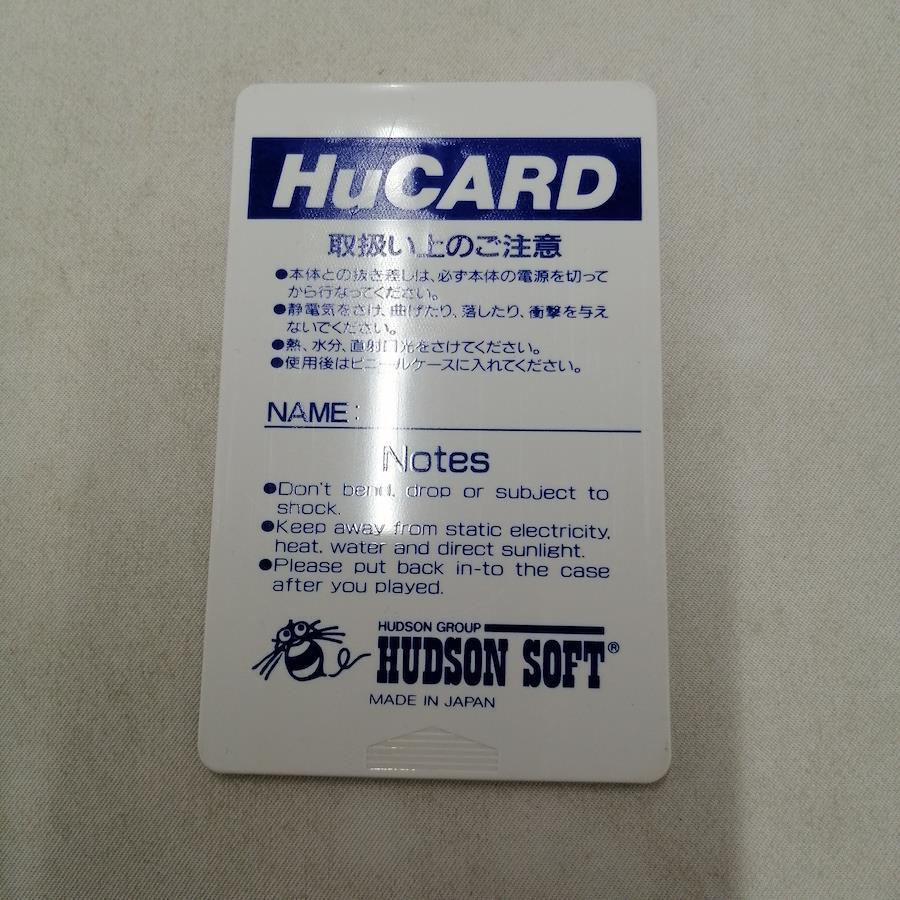 HuCARD
取扱い上のご注意
●本体との抜き差しは、必ず本体の電源を切って
から行なってください。
●静電気をさけ、曲げたり、落したり、衝撃を与え
ないでください。
●熱、水分、直射日光をさけてください。
●使用後はビニールケースに入れてください。
NAME:
Notes
●Don't bend, drop or subject to
shock.
●Keep away from static electricity,
heat, water and direct sunlight.
●Please put back in-to the case
after you played.
HUDSON GROUP
HUDSON SOFT®
MADE IN JAPAN